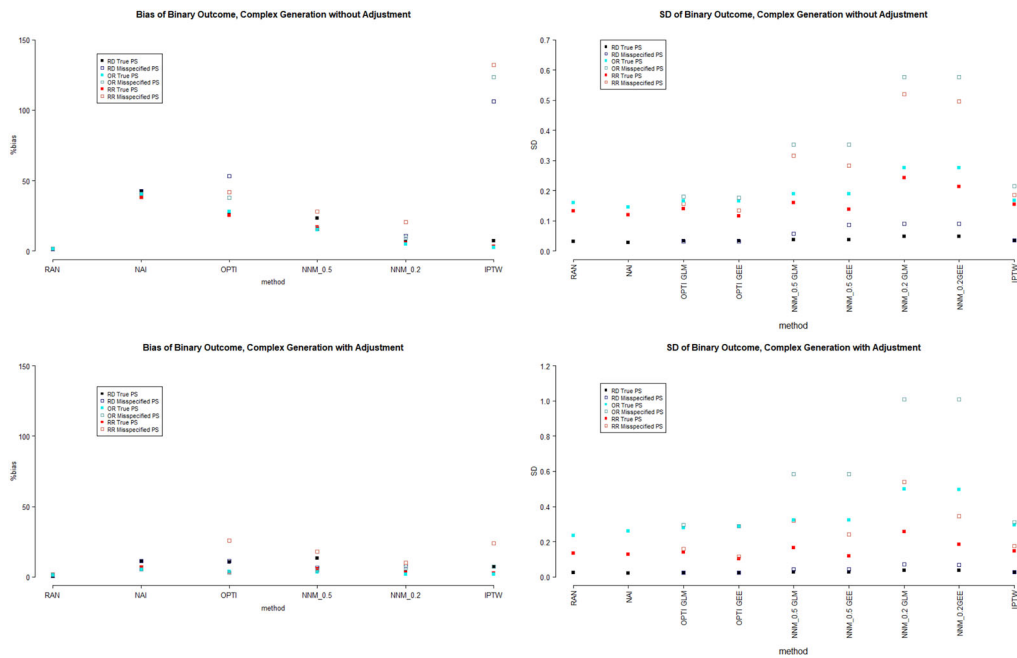 Bias of Binary Outcome, Complex Generation without Adjustment
%bias
150
100
50
0
RD True PS
RD Misspecified PS
OR True PS
OR Misspecified PS
RR True PS
RR Misspecified PS
RAN
NAI
OPTI
NNM_0.5
NNM_0.2
IPTW
method
SD of Binary Outcome, Complex Generation without Adjustment
SD
0.7
0.6
0.5
0.4
0.3
0.2
0.1
0.0
RD True PS
RD Misspecified PS
OR True PS
OR Misspecified PS
RR True PS
RR Misspecified PS
RAN
NAI
OPTI GLM
OPTI GEE
NNM_0.5 GLM
NNM_0.5 GEE
NNM_0.2 GLM
NNM_0.2GEE
IPTW
method
Bias of Binary Outcome, Complex Generation with Adjustment
%bias
150
100
50
0
RD True PS
RD Misspecified PS
OR True PS
OR Misspecified PS
RR True PS
RR Misspecified PS
RAN
NAI
OPTI
NNM_0.5
NNM_0.2
IPTW
method
SD of Binary Outcome, Complex Generation with Adjustment
SD
1.2
1.0
0.8
0.6
0.4
0.2
0.0
RD True PS
RD Misspecified PS
OR True PS
OR Misspecified PS
RR True PS
RR Misspecified PS
RAN
NAI
OPTI GLM
OPTI GEE
NNM_0.5 GLM
NNM_0.5 GEE
NNM_0.2 GLM
NNM_0.2GEE
IPTW
method